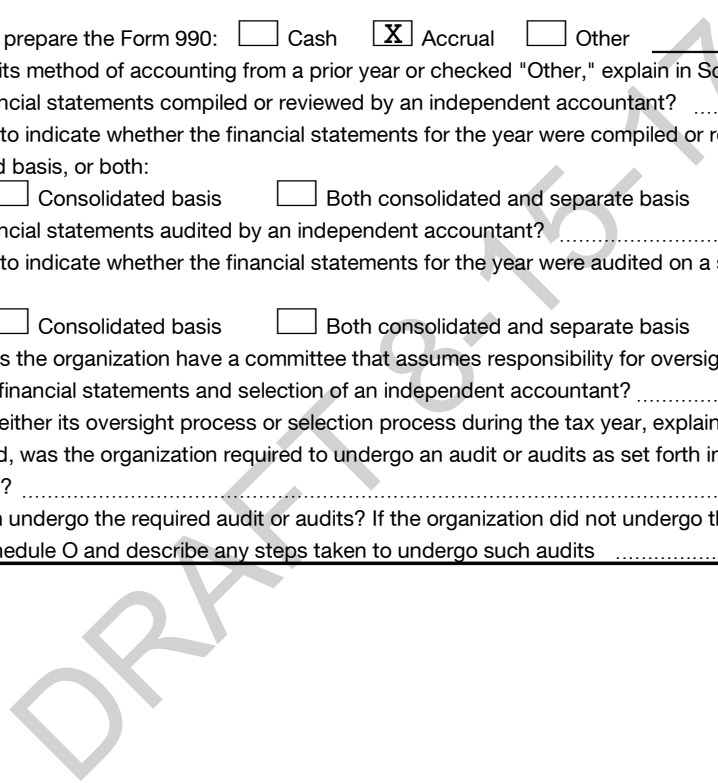 prepare the Form 990: Cash X Accrual Other
its method of accounting from a prior year or checked "Other," explain in Sc
ncial statements compiled or reviewed by an independent accountant?
to indicate whether the financial statements for the year were compiled or r
d basis, or both:
Consolidated basis Both consolidated and separate basis
ncial statements audited by an independent accountant?
to indicate whether the financial statements for the year were audited on a s
Consolidated basis Both consolidated and separate basis
s the organization have a committee that assumes responsibility for oversig
financial statements and selection of an independent accountant?
either its oversight process or selection process during the tax year, explain
d, was the organization required to undergo an audit or audits as set forth in
?
n undergo the required audit or audits? If the organization did not undergo th
hedule O and describe any steps taken to undergo such audits
DRAFT 8-15-17